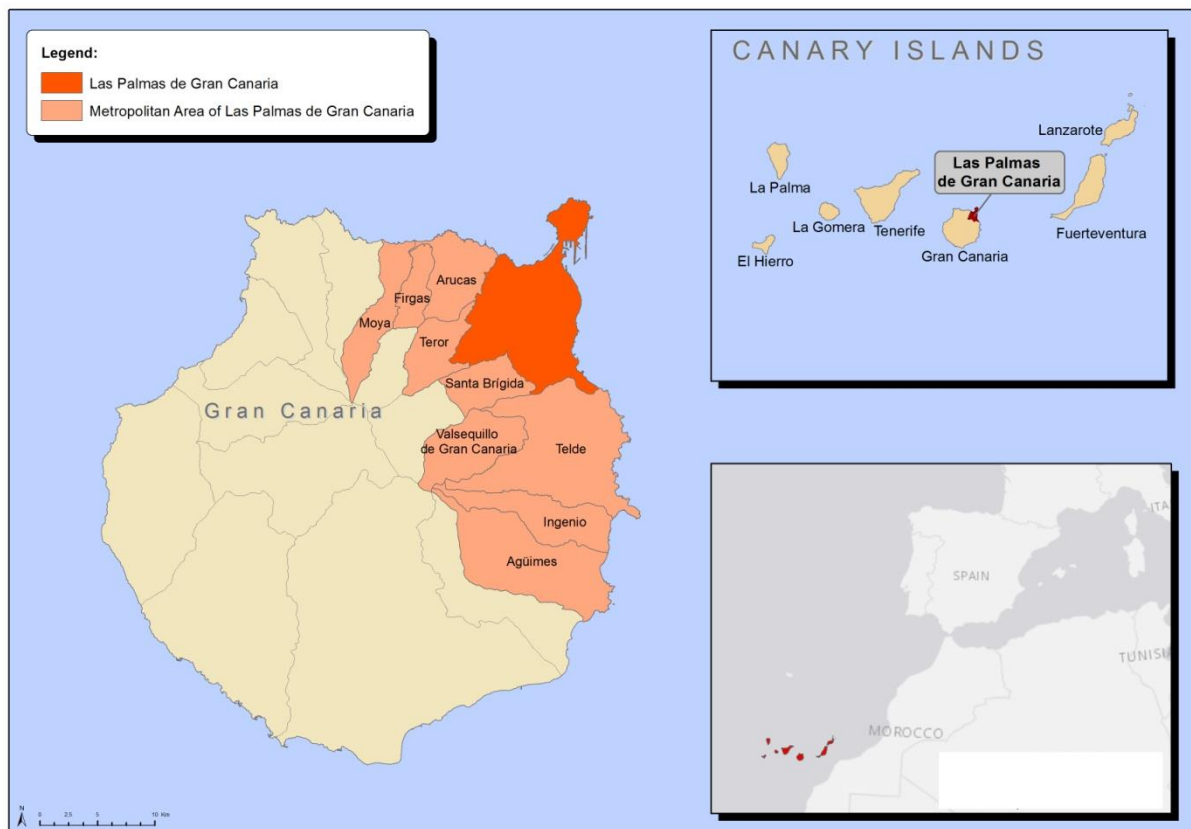 Legend:
Las Palmas de Gran Canaria
Metropolitan Area of Las Palmas de Gran Canaria
Arucas
Firgas
Moya
Teror
Santa Brígida
Gran Canaria
Valsequillo
de Gran Canaria
Telde
Ingenio
Agüimes
N
0 2.5 5 10 Km
CANARY ISLANDS
Lanzarote
Las Palmas
de Gran Canaria
La Palma
La Gomera
Tenerife
Fuerteventura
El Hierro
Gran Canaria
ITA
SPAIN
TUNISI
MOROCCO